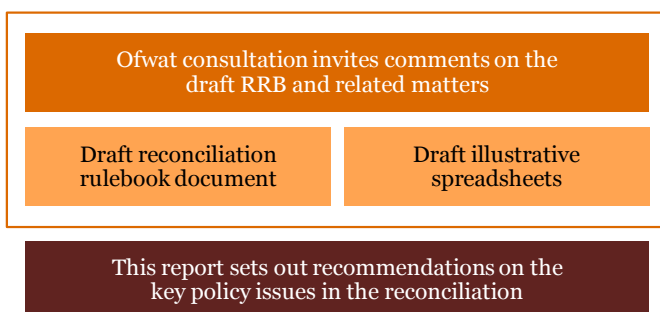 Ofwat consultation invites comments on the
draft RRB and related matters
Draft reconciliation
rulebook document
Draft illustrative
spreadsheets
This report sets out recommendations on the
key policy issues in the reconciliation